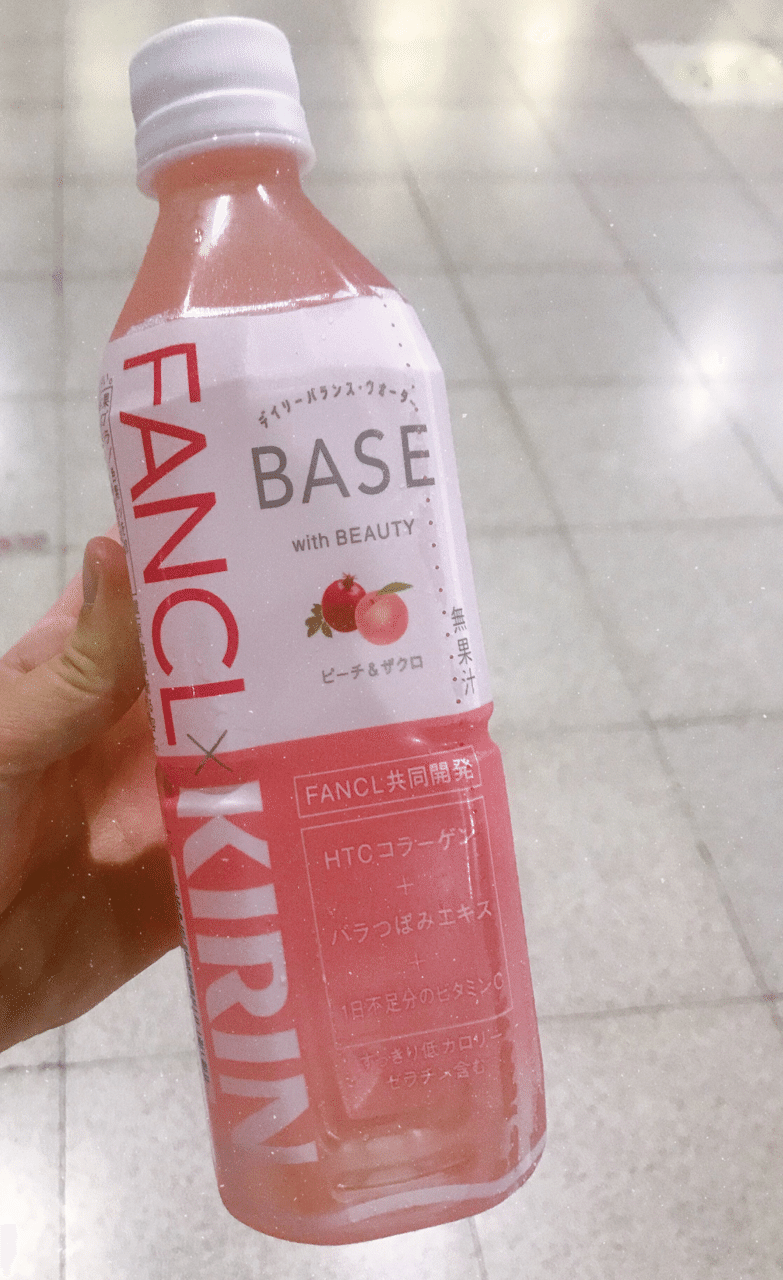 FANCL×KIRIN
デイリーバランス・ウォーター
BASE
with BEAUTY
ピーチ&ザクロ
無果汁
FANCL共同開発
HTCコラーゲン
+
バラつぼみエキス
+
1日不足分のビタミンC
すっきり低カロリー
ゼラチン含む